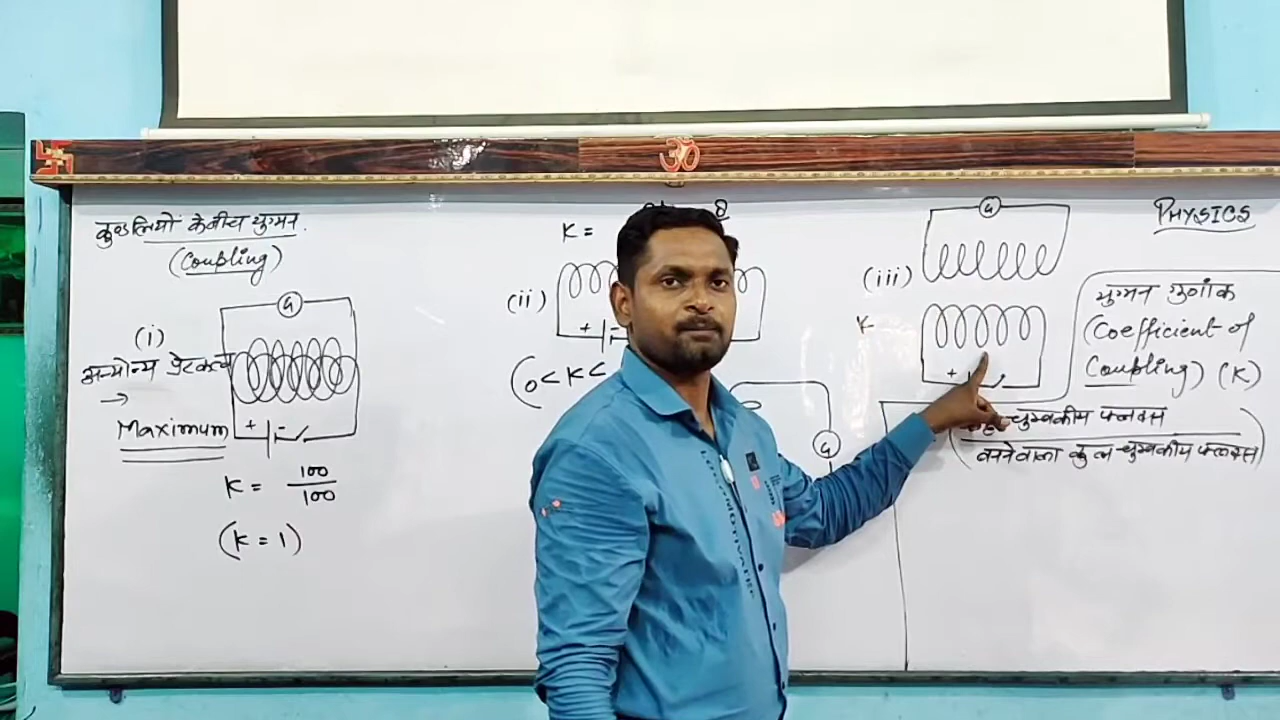 कुण्डलियों के बीच युग्मन.
(Coupling)
(i)
G
अन्योन्य प्रेरकत्व
→
Maximum
+
K = 100/100
(K = 1)
K =
(ii)
+
(0 < K <
G
(iii)
G
K
+
PHYSICS
युग्मन गुणांक
(Coefficient of
Coupling) (K)
चुम्बकीय फ्लक्स
बनने वाला कुल चुम्बकीय फ्लक्स)
ॐ